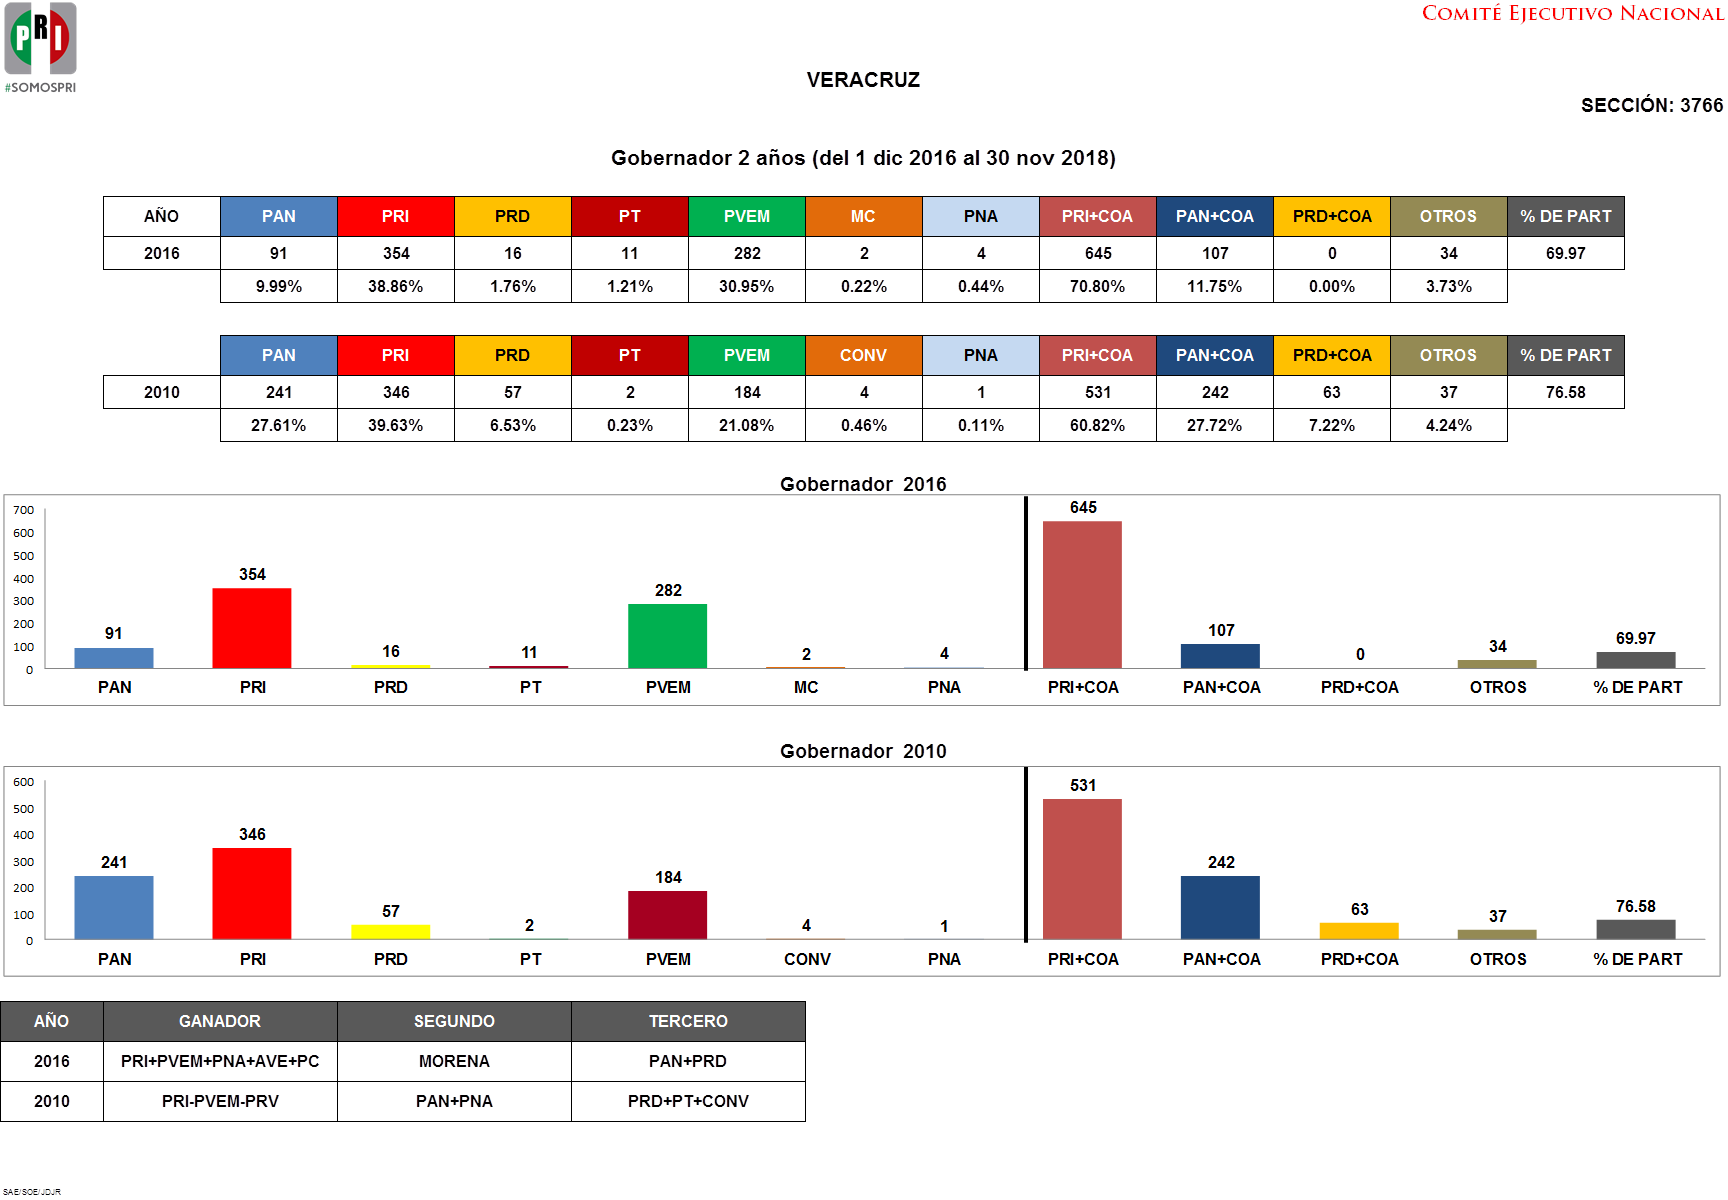 COMITÉ EJECUTIVO NACIONAL
PRI
#SOMOSPRI
VERACRUZ
SECCIÓN: 3766
Gobernador 2 años (del 1 dic 2016 al 30 nov 2018)
AÑO PAN PRI PRD PT PVEM MC PNA PRI+COA PAN+COA PRD+COA OTROS % DE PART
2016 91 354 16 11 282 2 4 645 107 0 34 69.97
9.99% 38.86% 1.76% 1.21% 30.95% 0.22% 0.44% 70.80% 11.75% 0.00% 3.73%
PAN PRI PRD PT PVEM CONV PNA PRI+COA PAN+COA PRD+COA OTROS % DE PART
2010 241 346 57 2 184 4 1 531 242 63 37 76.58
27.61% 39.63% 6.53% 0.23% 21.08% 0.46% 0.11% 60.82% 27.72% 7.22% 4.24%
Gobernador 2016
700
600
500
400
300
200
100
0
91 354 16 11 282 2 4 645 107 0 34 69.97
PAN PRI PRD PT PVEM MC PNA PRI+COA PAN+COA PRD+COA OTROS % DE PART
Gobernador 2010
600
500
400
300
200
100
0
241 346 57 2 184 4 1 531 242 63 37 76.58
PAN PRI PRD PT PVEM CONV PNA PRI+COA PAN+COA PRD+COA OTROS % DE PART
AÑO GANADOR SEGUNDO TERCERO
2016 PRI+PVEM+PNA+AVE+PC MORENA PAN+PRD
2010 PRI-PVEM-PRV PAN+PNA PRD+PT+CONV
SAE/SOE/JDJR